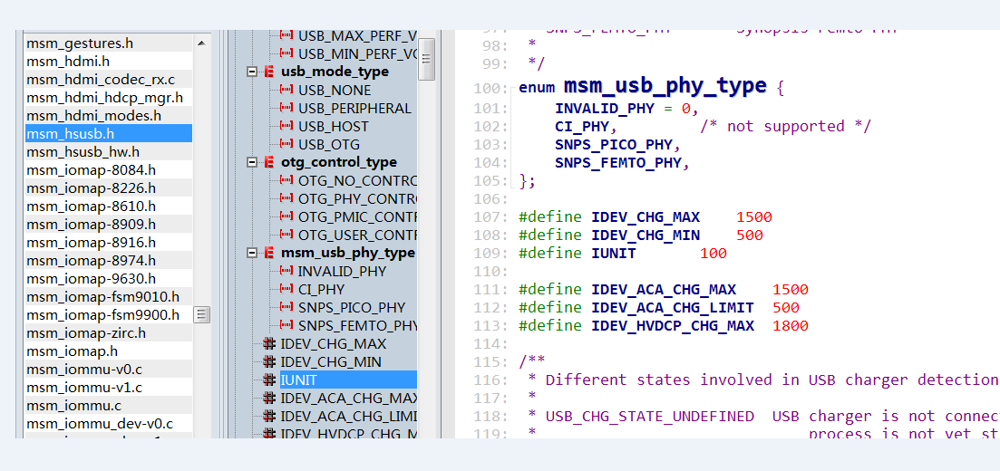 msm_gestures.h
msm_hdmi.h
msm_hdmi_codec_rx.c
msm_hdmi_hdcp_mgr.h
msm_hdmi_modes.h
msm_hsusb.h
msm_hsusb_hw.h
msm_iomap-8084.h
msm_iomap-8226.h
msm_iomap-8610.h
msm_iomap-8909.h
msm_iomap-8916.h
msm_iomap-8974.h
msm_iomap-9630.h
msm_iomap-fsm9010.h
msm_iomap-fsm9900.h
msm_iomap-zirc.h
msm_iomap.h
msm_iommu-v0.c
msm_iommu-v1.c
msm_iommu.c
msm_iommu_dev-v0.c
USB_MAX_PERF_V
USB_MIN_PERF_VO
usb_mode_type
USB_NONE
USB_PERIPHERAL
USB_HOST
USB_OTG
otg_control_type
OTG_NO_CONTRO
OTG_PHY_CONTRO
OTG_PMIC_CONTR
OTG_USER_CONTR
msm_usb_phy_type
INVALID_PHY
CI_PHY
SNPS_PICO_PHY
SNPS_FEMTO_PHY
IDEV_CHG_MAX
IDEV_CHG_MIN
IUNIT
IDEV_ACA_CHG_MAX
IDEV_ACA_CHG_LIMI
IDEV_HVDCP_CHG_M
97: * SNPS_FEMTO_PHY Synopsis Femto PHY
98: *
99: */
100: enum msm_usb_phy_type {
101: INVALID_PHY = 0,
102: CI_PHY, /* not supported */
103: SNPS_PICO_PHY,
104: SNPS_FEMTO_PHY,
105: };
106:
107: #define IDEV_CHG_MAX 1500
108: #define IDEV_CHG_MIN 500
109: #define IUNIT 100
110:
111: #define IDEV_ACA_CHG_MAX 1500
112: #define IDEV_ACA_CHG_LIMIT 500
113: #define IDEV_HVDCP_CHG_MAX 1800
114:
115: /**
116: * Different states involved in USB charger detection
117: *
118: * USB_CHG_STATE_UNDEFINED USB charger is not connec
119: * process is not yet st